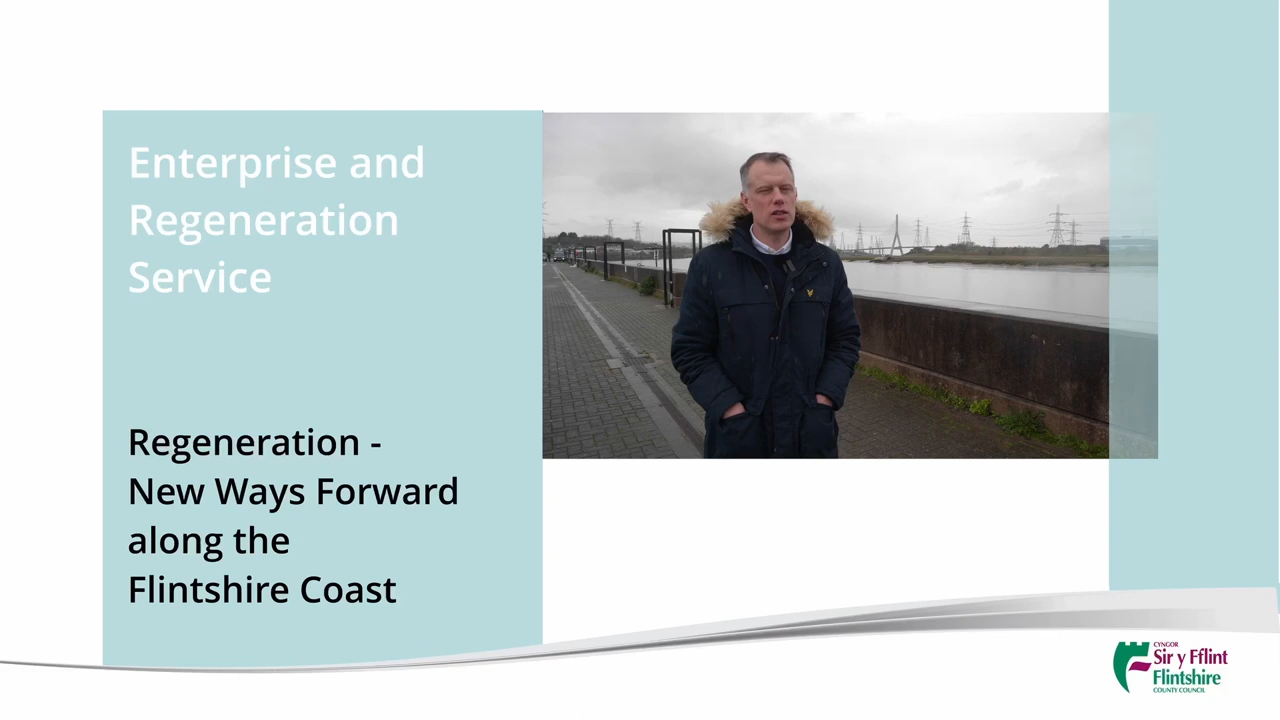 Enterprise and
Regeneration
Service
Regeneration -
New Ways Forward
along the
Flintshire Coast
CYNGOR
Sir y Fflint
Flintshire
COUNTY COUNCIL